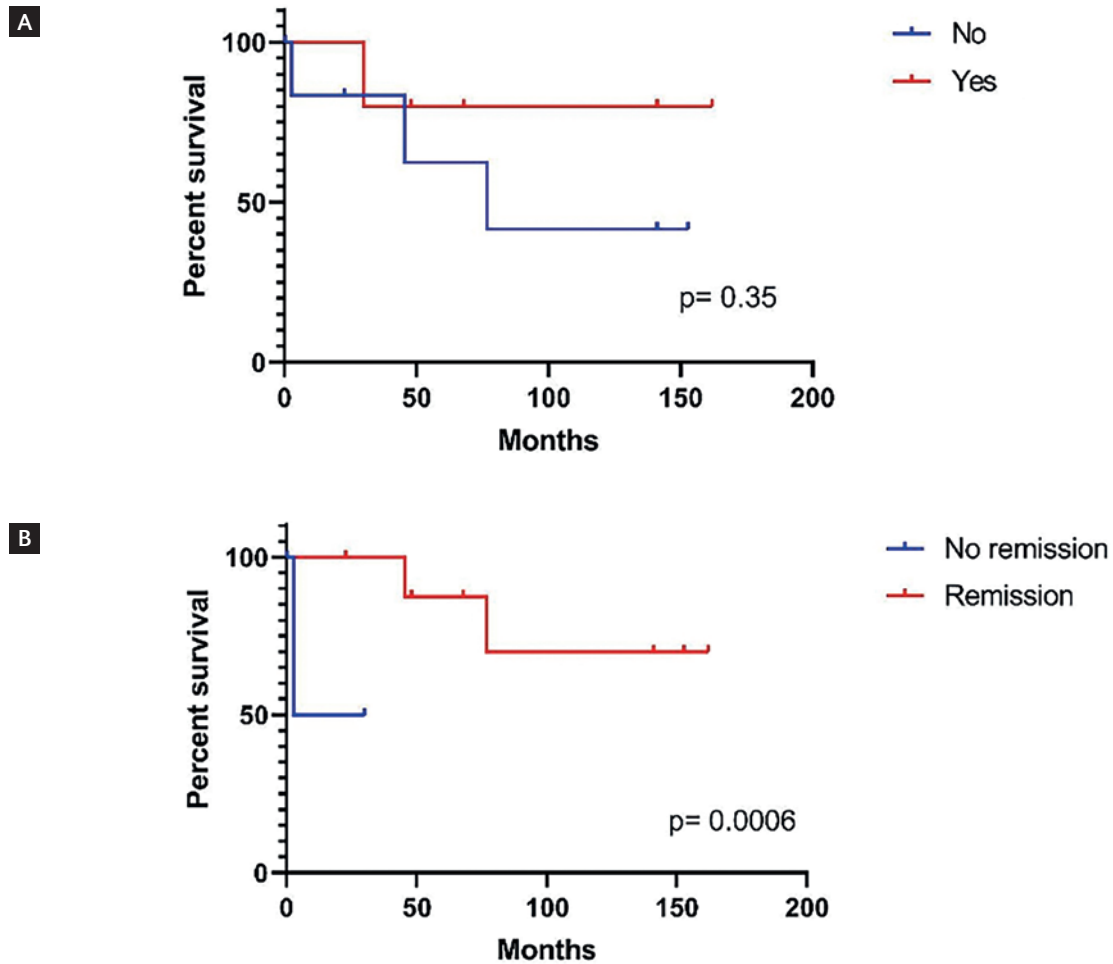 A
Percent survival
100
50
0
0 50 100 150 200
Months
p= 0.35
No
Yes
B
Percent survival
100
50
0
0 50 100 150 200
Months
p= 0.0006
No remission
Remission